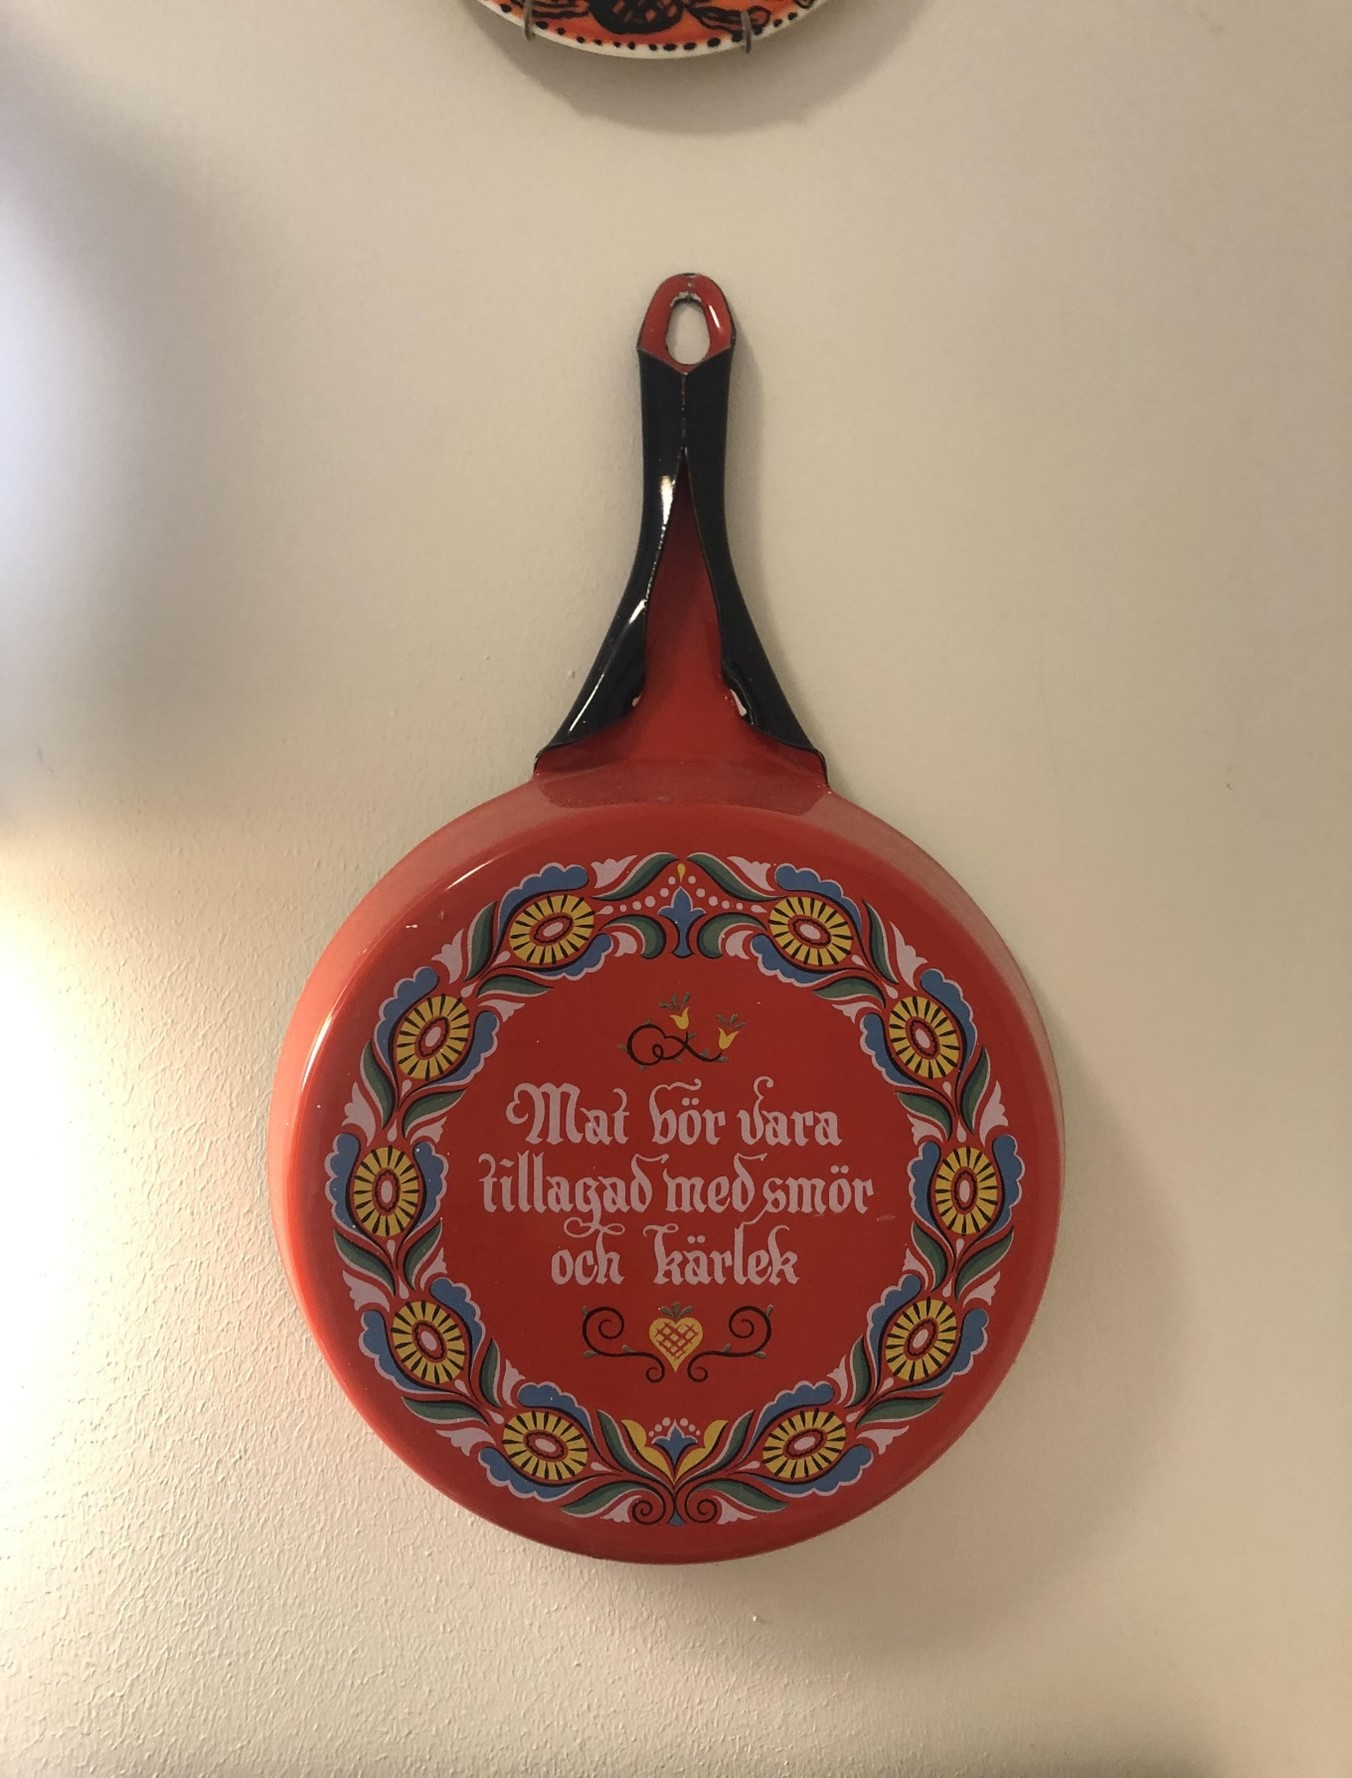 Mat bör vara
tillagad med smör
och kärlek